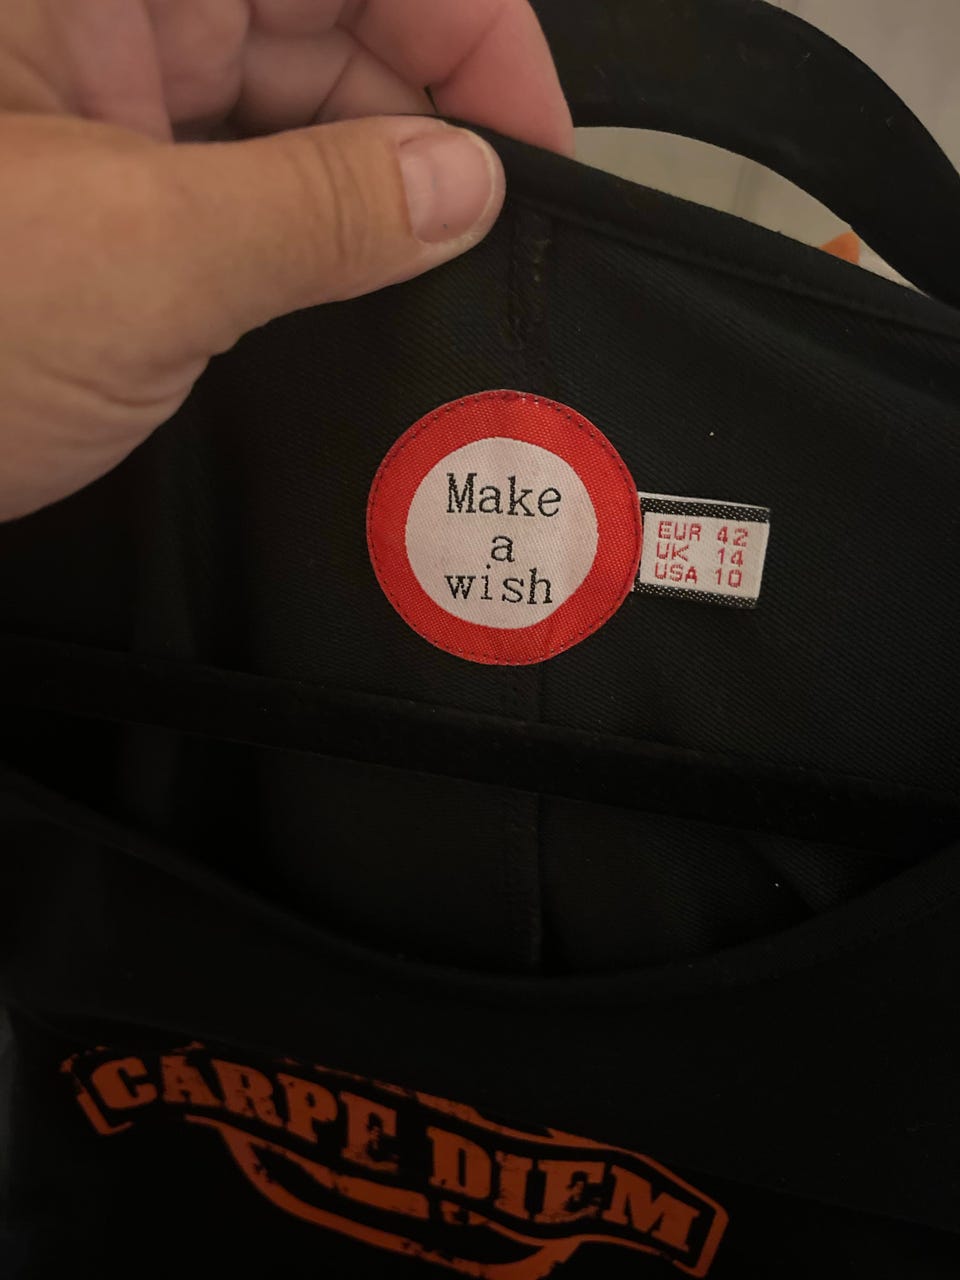 Make
a
wish
EUR 42
UK 14
USA 10
CARPE DIEM